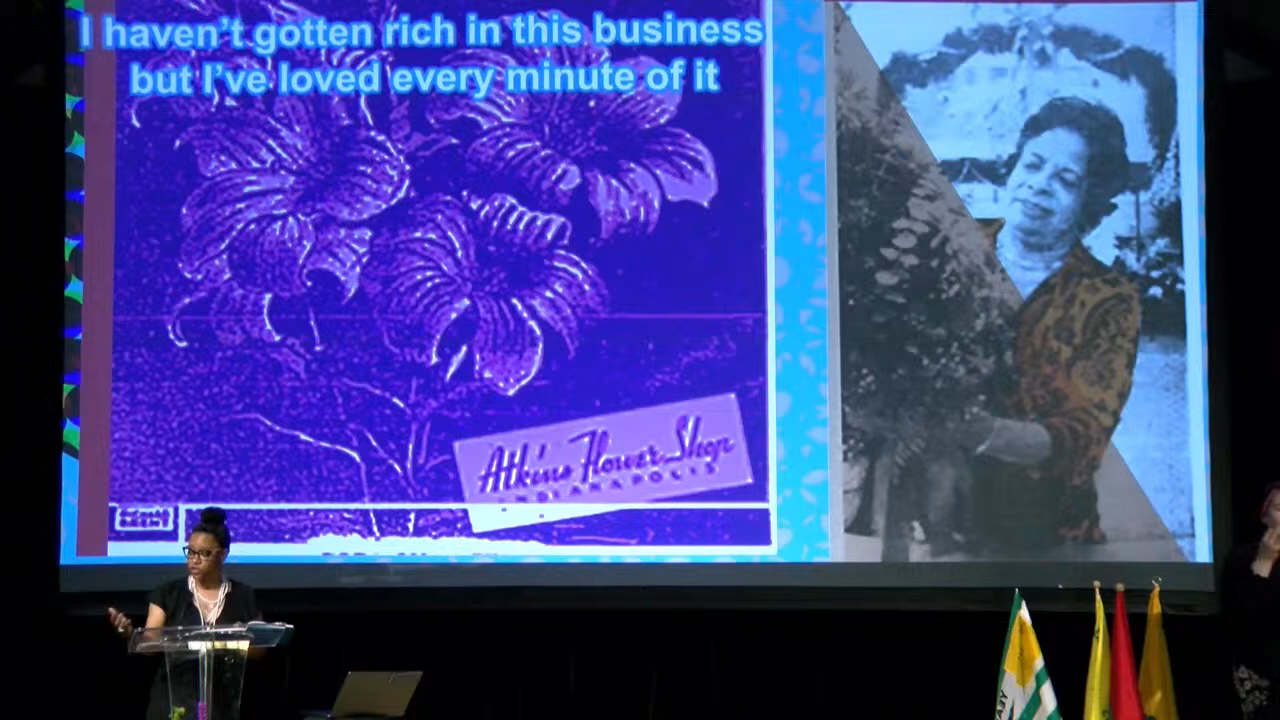 I haven't gotten rich in this business
but I've loved every minute of it
Atkins Flower Shop
INDIANAPOLIS